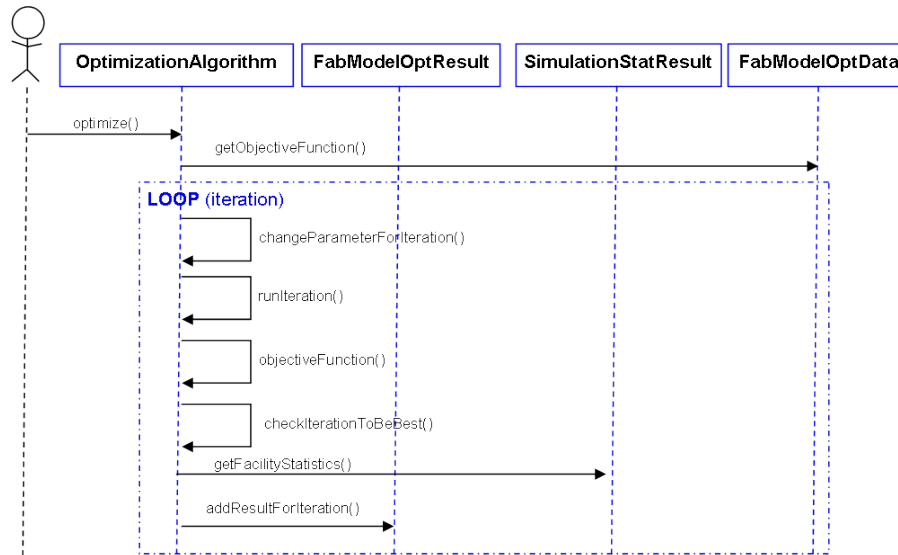 OptimizationAlgorithm
FabModelOptResult
SimulationStatResult
FabModelOptData
optimize()
getObjectiveFunction()
LOOP (iteration)
changeParameterForIteration()
runIteration()
objectiveFunction()
checkIterationToBeBest()
getFacilityStatistics()
addResultForIteration()